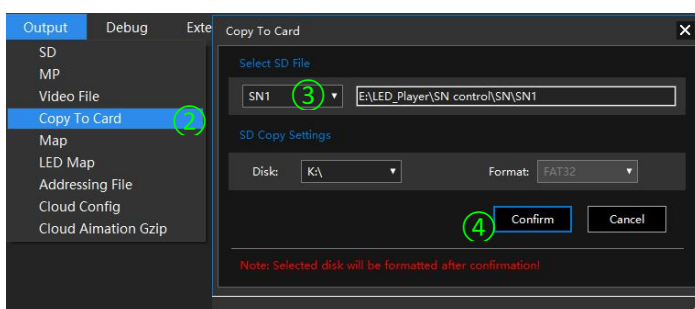 Output Debug Exte
SD
MP
Video File
Copy To Card ②
Map
LED Map
Addressing File
Cloud Config
Cloud Aimation Gzip
Copy To Card X
Select SD File
SN1 ③ ▼ E:\LED_Player\SN control\SN\SN1
SD Copy Settings
Disk: K:\ ▼ Format: FAT32 ▼
④ Confirm Cancel
Note: Selected disk will be formatted after confirmation!